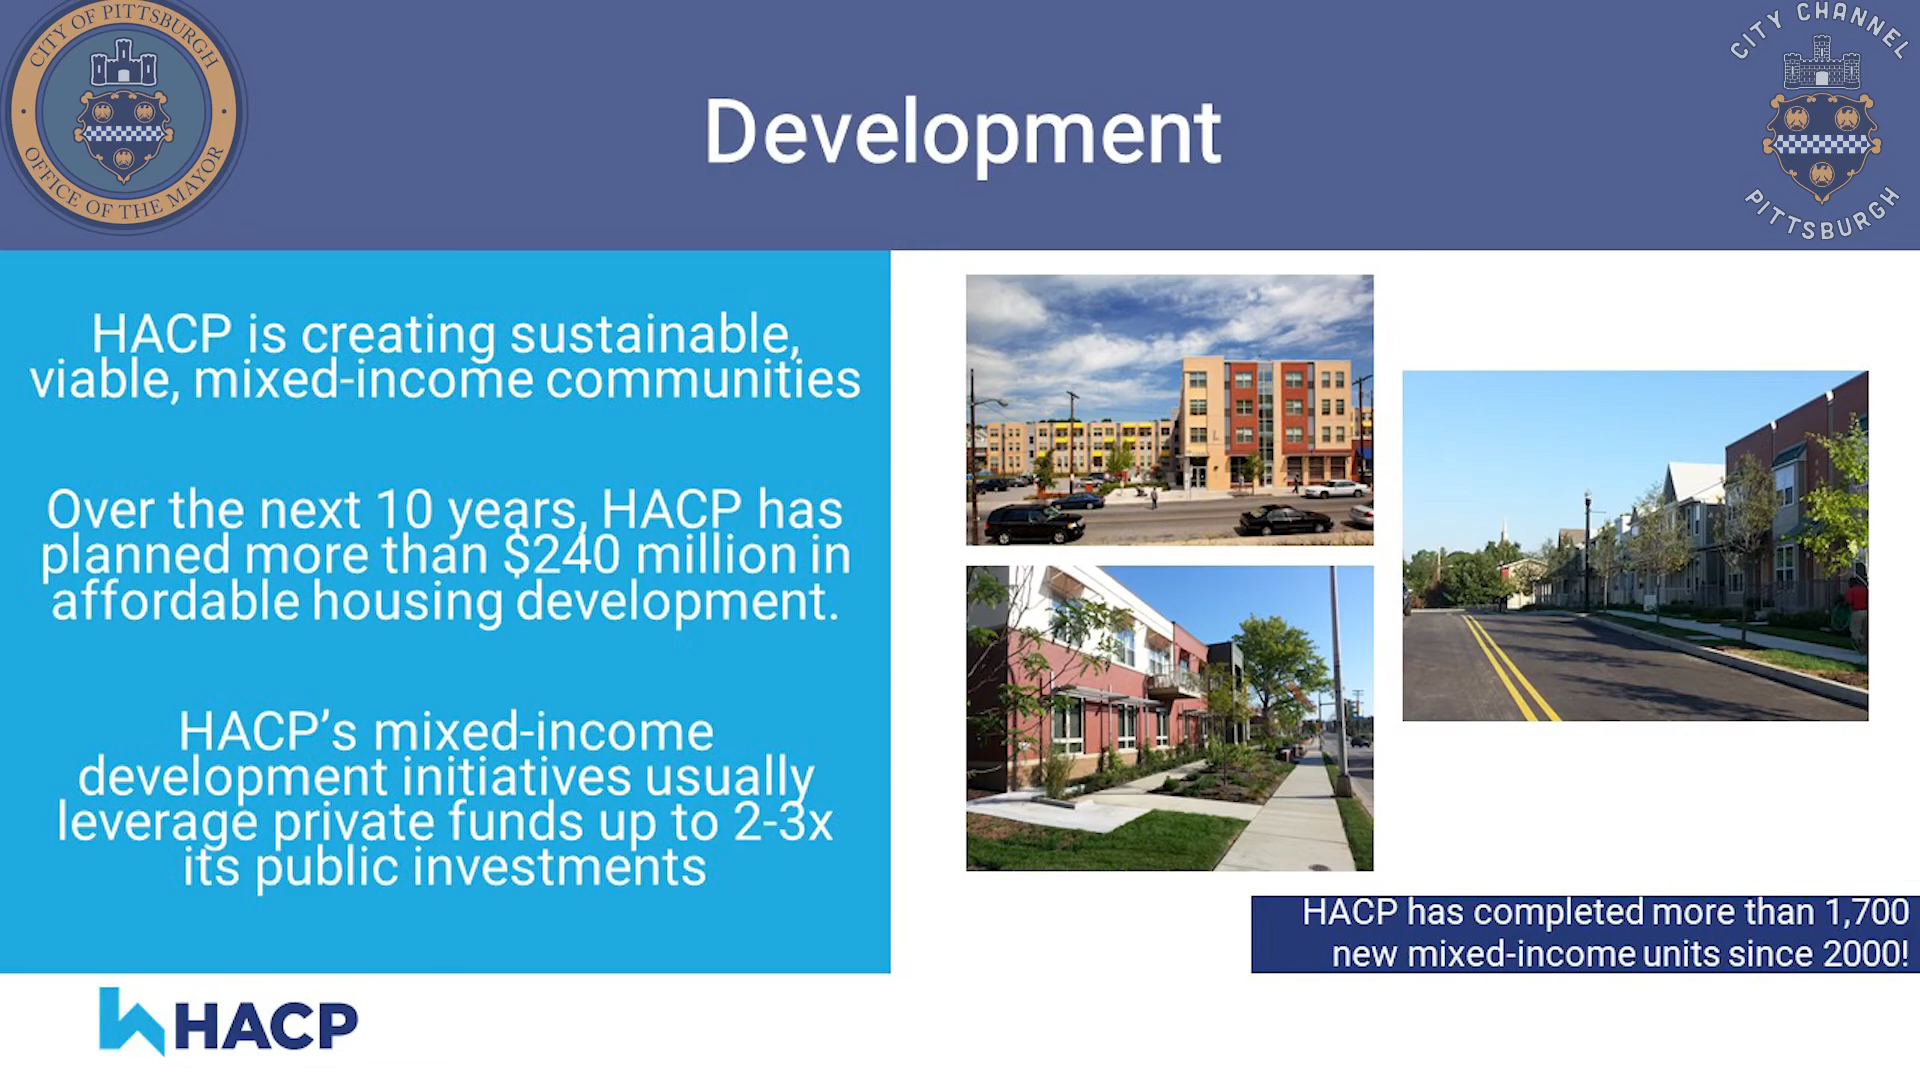 CITY OF PITTSBURGH
OFFICE OF THE MAYOR
CITY CHANNEL
PITTSBURGH
Development
HACP is creating sustainable,
viable, mixed-income communities
Over the next 10 years, HACP has
planned more than $240 million in
affordable housing development.
HACP’s mixed-income
development initiatives usually
leverage private funds up to 2-3x
its public investments
HACP has completed more than 1,700
new mixed-income units since 2000!
HACP